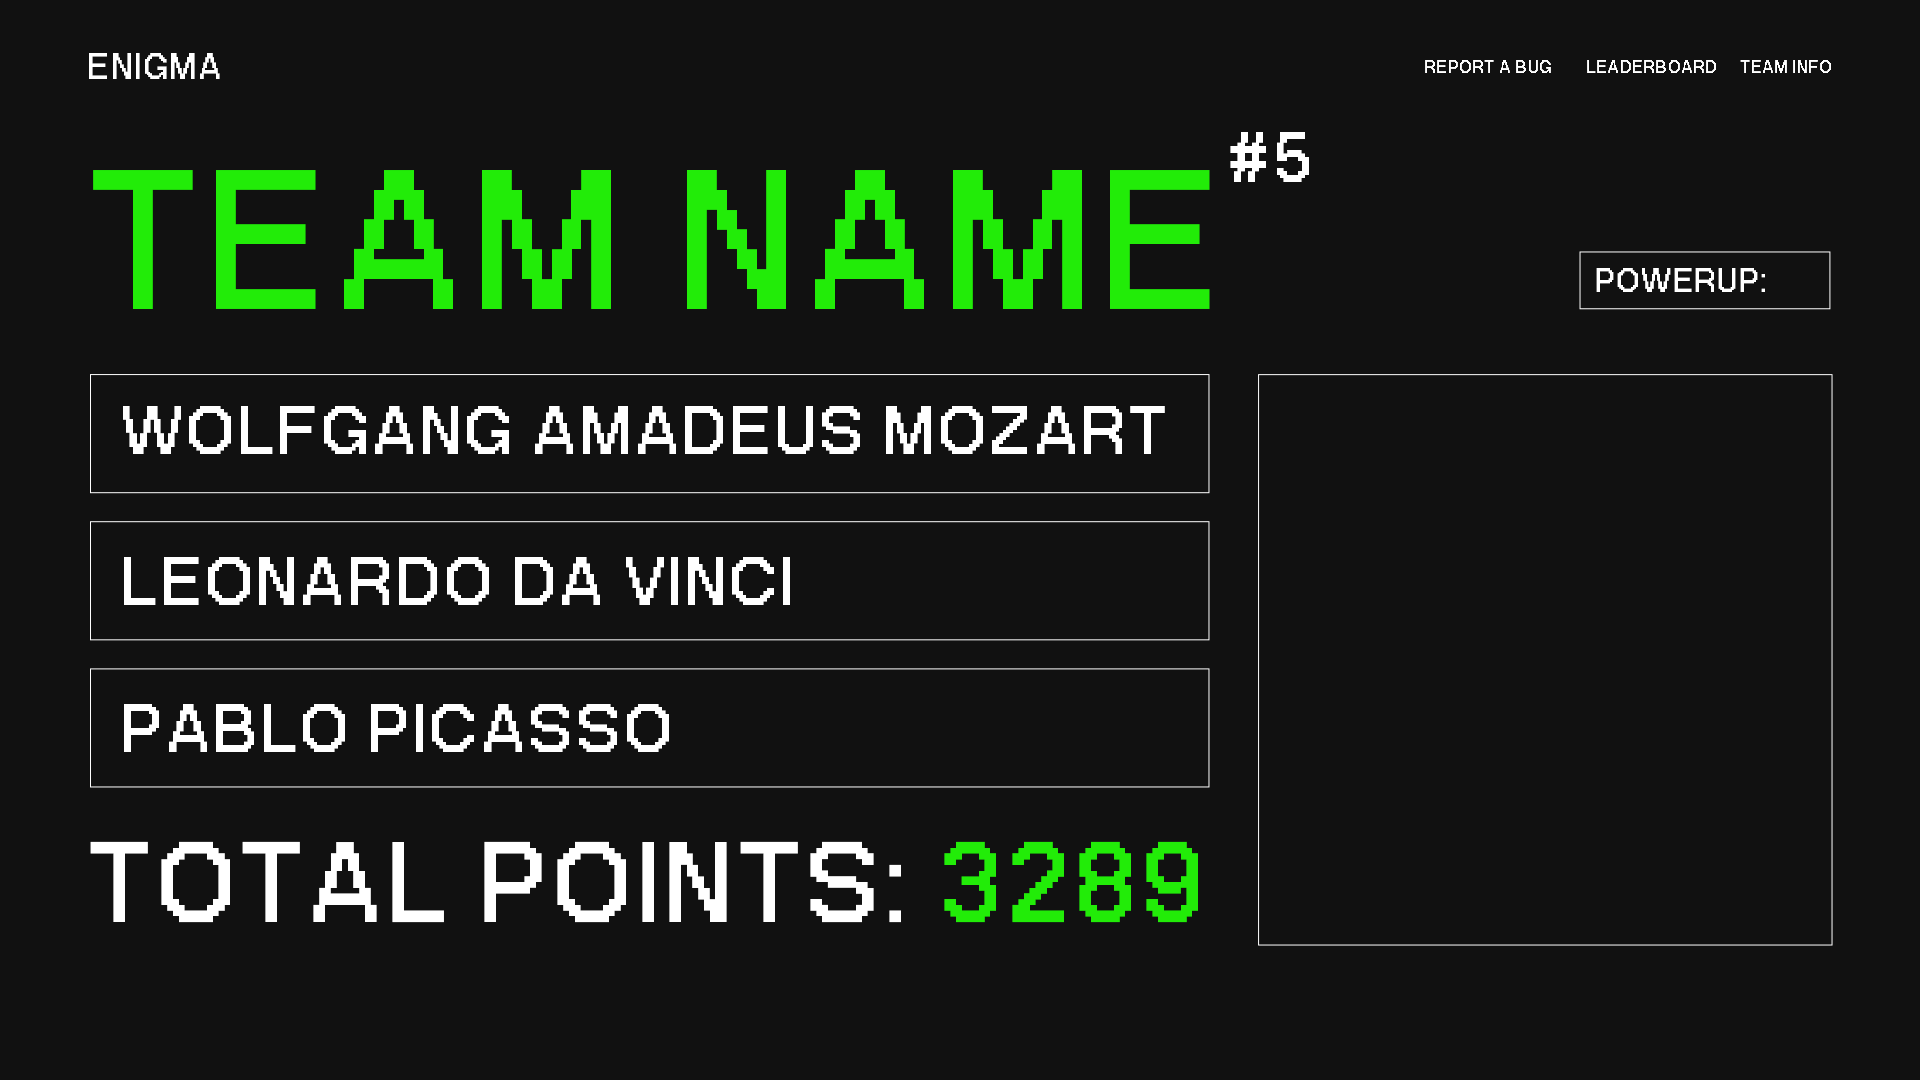 ENIGMA
REPORT A BUG LEADERBOARD TEAM INFO
TEAM NAME #5
POWERUP:
WOLFGANG AMADEUS MOZART
LEONARDO DA VINCI
PABLO PICASSO
TOTAL POINTS: 3289